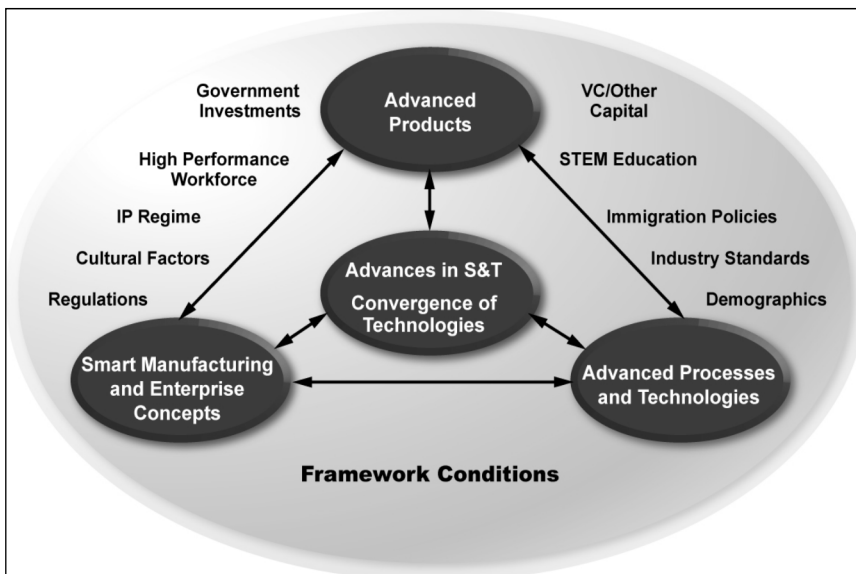 Government
Investments
Advanced
Products
VC/Other
Capital
High Performance
Workforce
STEM Education
IP Regime
Immigration Policies
Cultural Factors
Advances in S&T
Convergence of
Technologies
Industry Standards
Regulations
Demographics
Smart Manufacturing
and Enterprise
Concepts
Advanced Processes
and Technologies
Framework Conditions